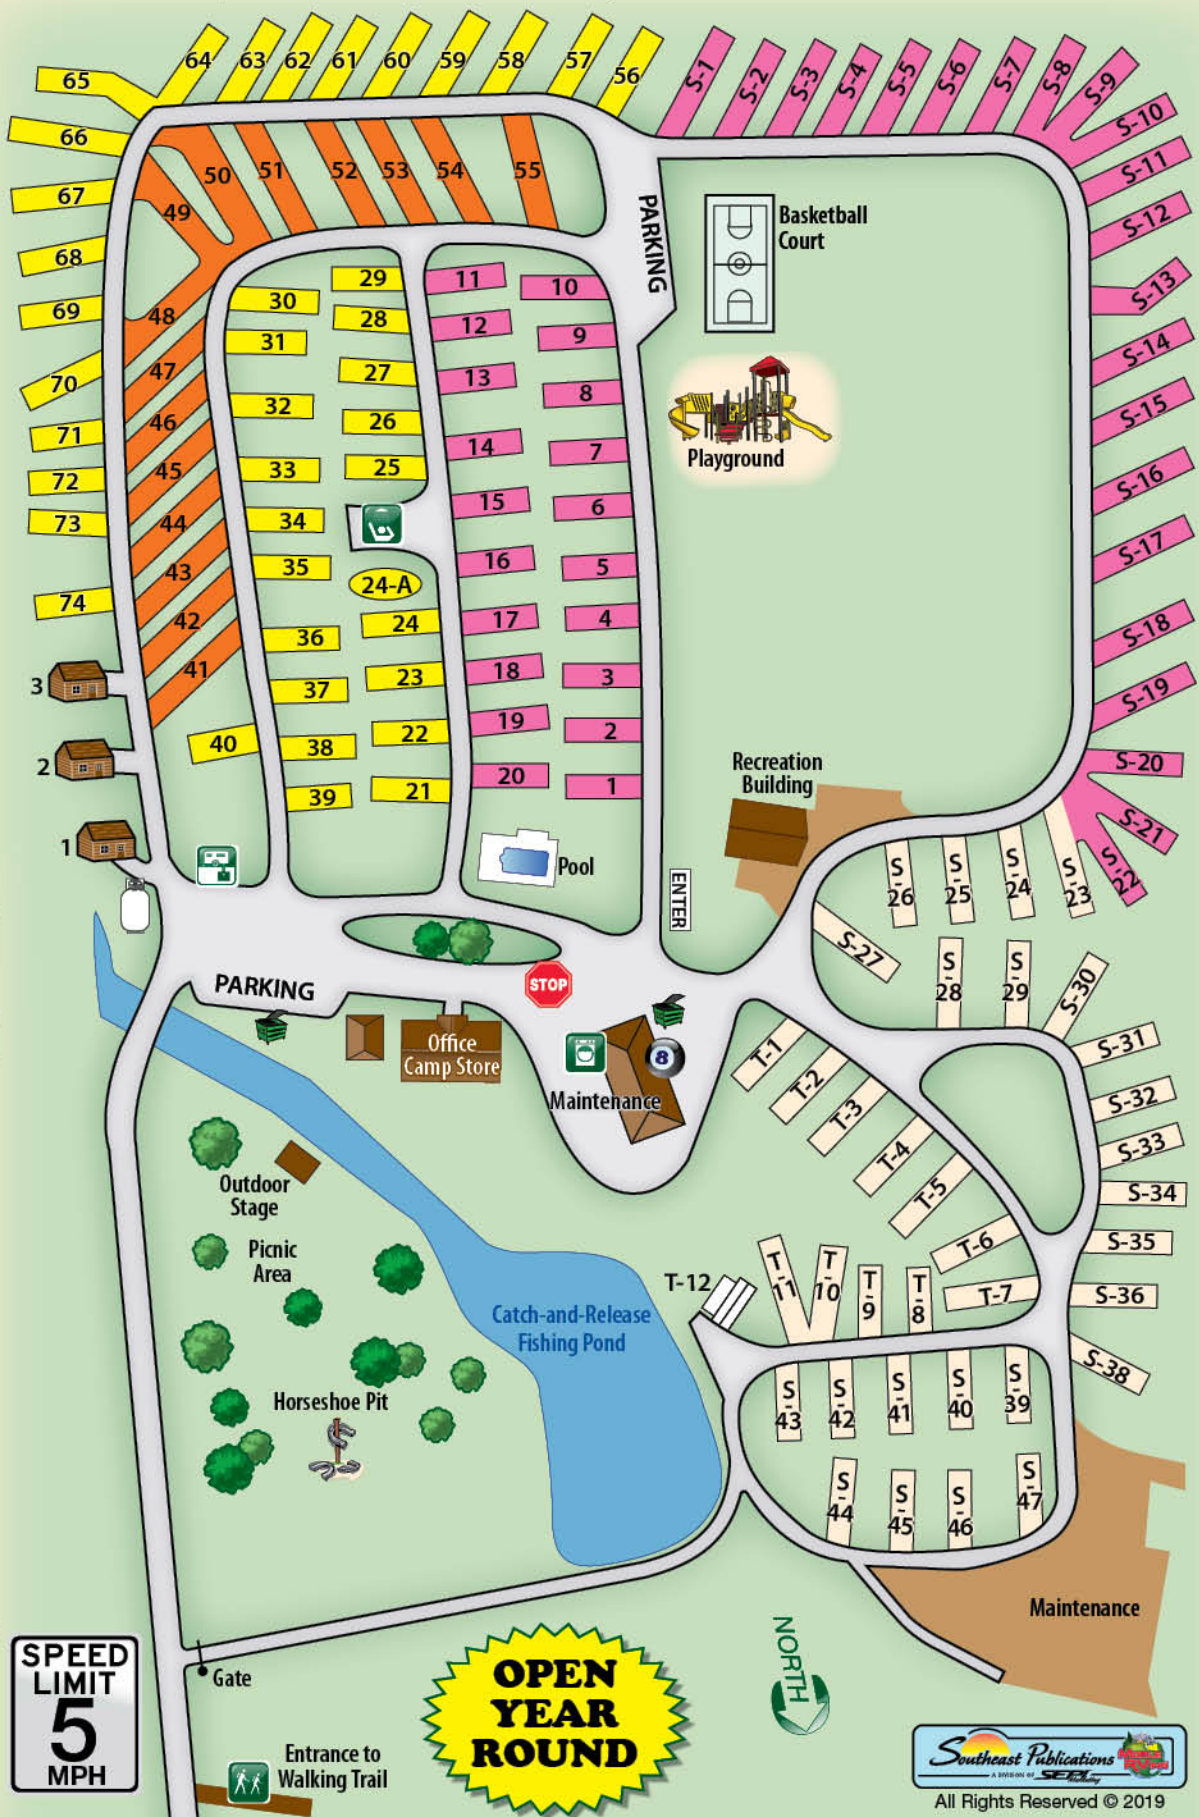 64
63
62
61
60
59
58
57
56
S-1
S-2
S-3
S-4
S-5
S-6
S-7
S-8
S-9
S-10
S-11
S-12
S-13
S-14
S-15
S-16
S-17
S-18
S-19
S-20
S-21
S-
22
65
66
67
68
69
70
71
72
73
74
3
2
1
50
51
52
53
54
55
49
48
47
46
45
44
43
42
41
40
29
30
28
31
27
32
26
33
25
34
35
24-A
24
36
23
37
22
38
21
39
11
10
12
9
13
8
14
7
15
6
16
5
17
4
18
3
19
2
20
1
PARKING
Basketball
Court
Playground
Recreation
Building
Pool
ENTER
STOP
PARKING
Office
Camp Store
8
Maintenance
S
-
26
S
-
25
S
-
24
S
-
23
S-27
S
-
28
S
-
29
S-30
S-31
S-32
S-33
S-34
S-35
S-36
S-38
T-1
T-2
T-3
T-4
T-5
T-6
T-7
T
-
8
T
-
9
T
-
10
T
-
11
T-12
S
-
43
S
-
42
S
-
41
S
-
40
S
-
39
S
-
44
S
-
45
S
-
46
S
-
47
Outdoor
Stage
Picnic
Area
Catch-and-Release
Fishing Pond
Horseshoe Pit
Maintenance
SPEED
LIMIT
5
MPH
Gate
Entrance to
Walking Trail
OPEN
YEAR
ROUND
NORTH
Southeast Publications
A DIVISION OF SEPI
All Rights Reserved © 2019